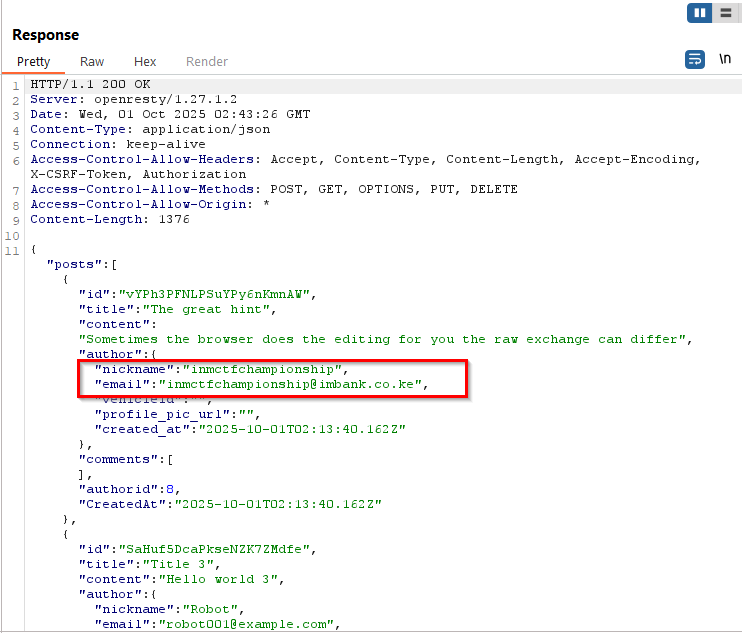 Response
Pretty Raw Hex Render \n
1 HTTP/1.1 200 OK
2 Server: openresty/1.27.1.2
3 Date: Wed, 01 Oct 2025 02:43:26 GMT
4 Content-Type: application/json
5 Connection: keep-alive
6 Access-Control-Allow-Headers: Accept, Content-Type, Content-Length, Accept-Encoding,
X-CSRF-Token, Authorization
7 Access-Control-Allow-Methods: POST, GET, OPTIONS, PUT, DELETE
8 Access-Control-Allow-Origin: *
9 Content-Length: 1376
10
11 {
"posts":[
{
"id":"vYPh3PFNLPSuYPy6nKmnAW",
"title":"The great hint",
"content":
"Sometimes the browser does the editing for you the raw exchange can differ",
"author":{
"nickname":"inmctfchampionship",
"email":"inmctfchampionship@imbank.co.ke",
"vehicleid":"",
"profile_pic_url":"",
"created_at":"2025-10-01T02:13:40.162Z"
},
"comments":[
],
"authorid":8,
"CreatedAt":"2025-10-01T02:13:40.162Z"
},
{
"id":"SaHuf5DcaPkseNZK7ZMdfe",
"title":"Title 3",
"content":"Hello world 3",
"author":{
"nickname":"Robot",
"email":"robot001@example.com",